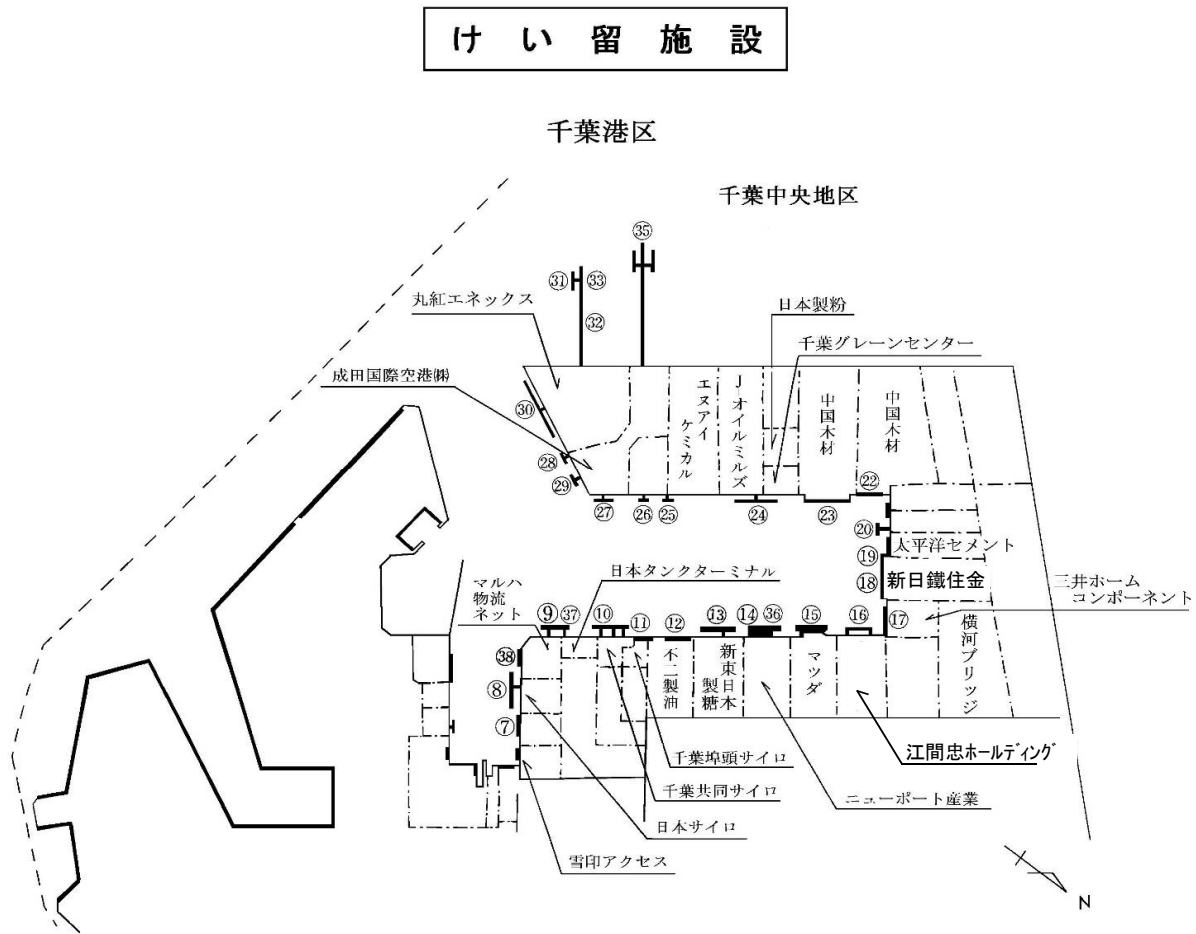 けい留施設
千葉港区
千葉中央地区
㉟
㉛
㉝
丸紅エネックス
㉜
日本製粉
千葉グレーンセンター
成田国際空港㈱
㉚
エヌアイ
ケミカル
J-オイルミルズ
中国木材
中国木材
㉘
㉙
㉗
㉖
㉕
㉔
㉓
㉒
⑳
⑲
太平洋セメント
⑱
新日鐵住金
三井ホーム
コンポーネント
マルハ
物流
ネット
日本タンクターミナル
⑨
㊲
⑩
⑪
⑫
⑬
⑭
㊱
⑮
⑯
⑰
㊳
⑧
⑦
不二製油
新東日本
製糖
マツダ
横河ブリッジ
千葉埠頭サイロ
江間忠ホールディング
千葉共同サイロ
ニューポート産業
日本サイロ
雪印アクセス
N